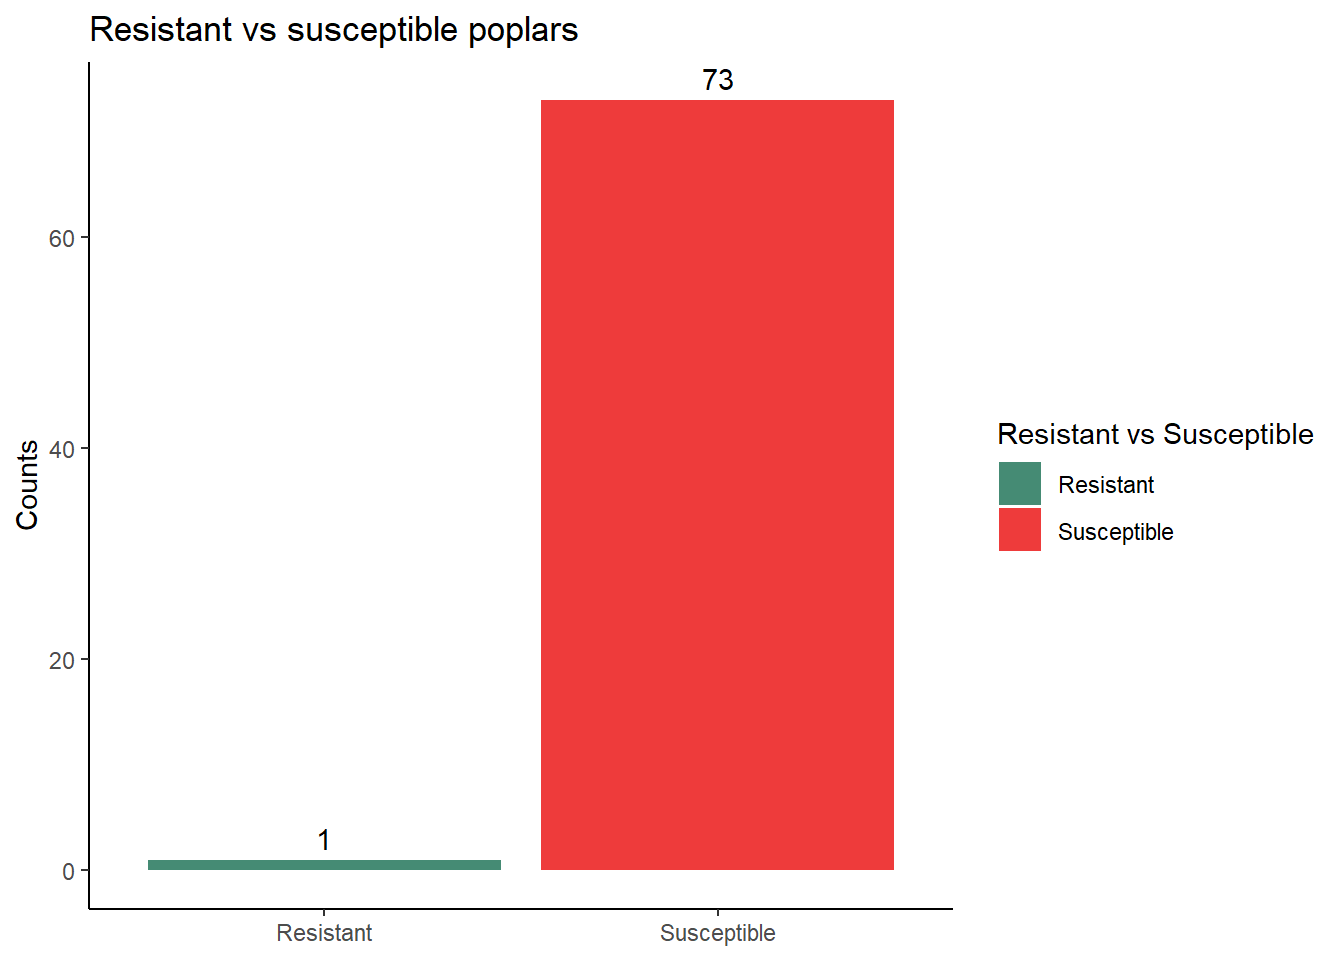 Resistant vs susceptible poplars
73
60
40
20
0
Counts
1
Resistant
Susceptible
Resistant vs Susceptible
Resistant
Susceptible